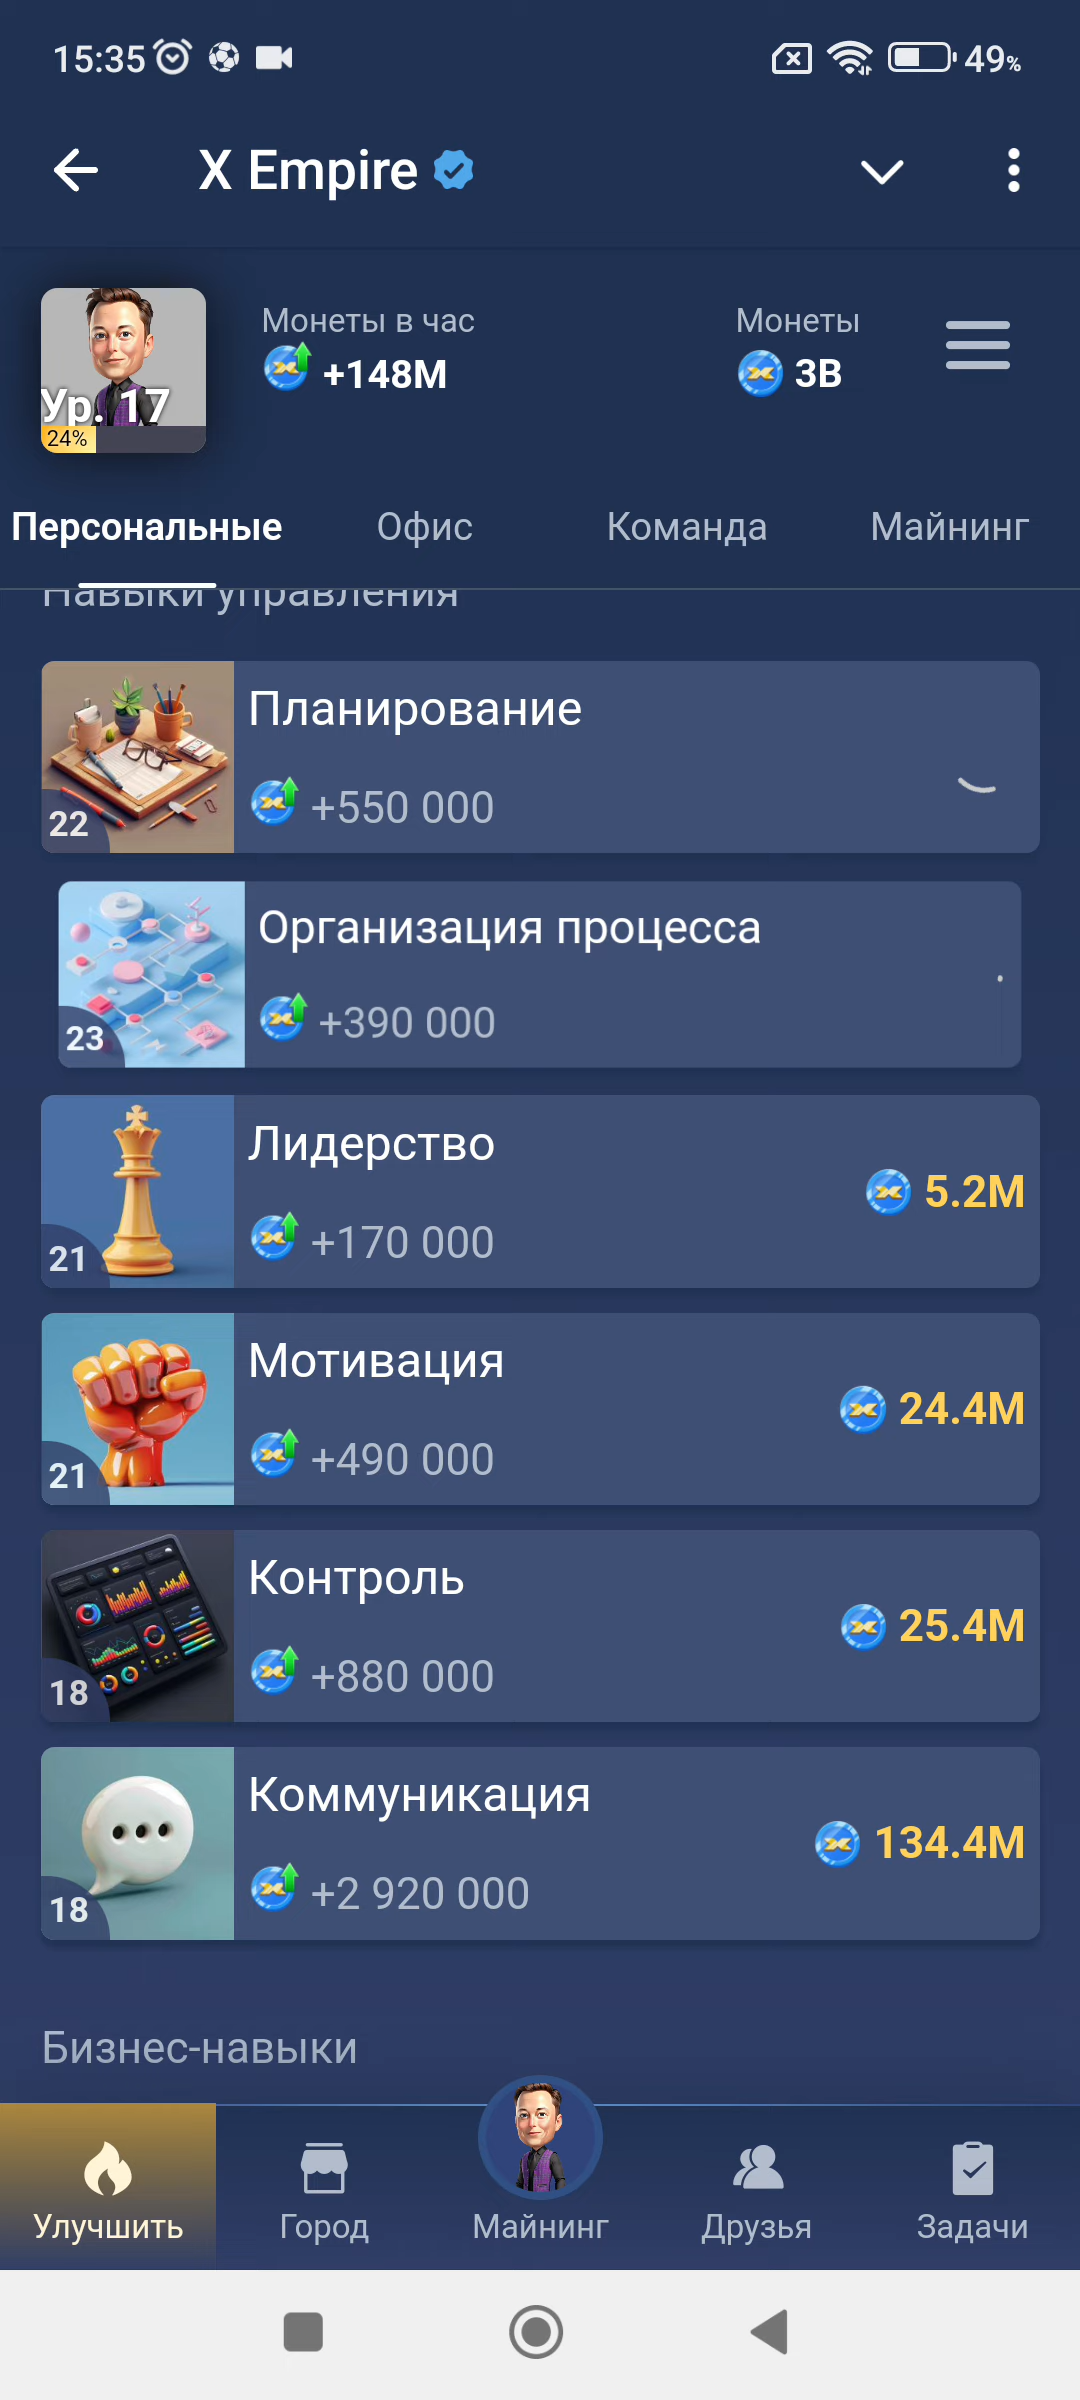 15:35
49%
X Empire
Монеты в час
+148M
Монеты
3B
Ур. 17
24%
Персональные
Офис
Команда
Майнинг
Навыки управления
Планирование
+550 000
22
Организация процесса
+390 000
23
Лидерство
+170 000
5.2M
21
Мотивация
+490 000
24.4M
21
Контроль
+880 000
25.4M
18
Коммуникация
+2 920 000
134.4M
18
Бизнес-навыки
Улучшить
Город
Майнинг
Друзья
Задачи